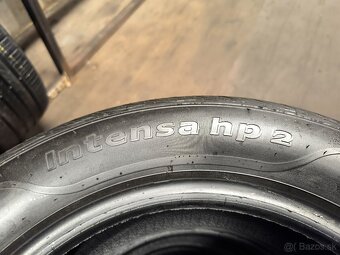 Intensa hp 2
Bazos.sk